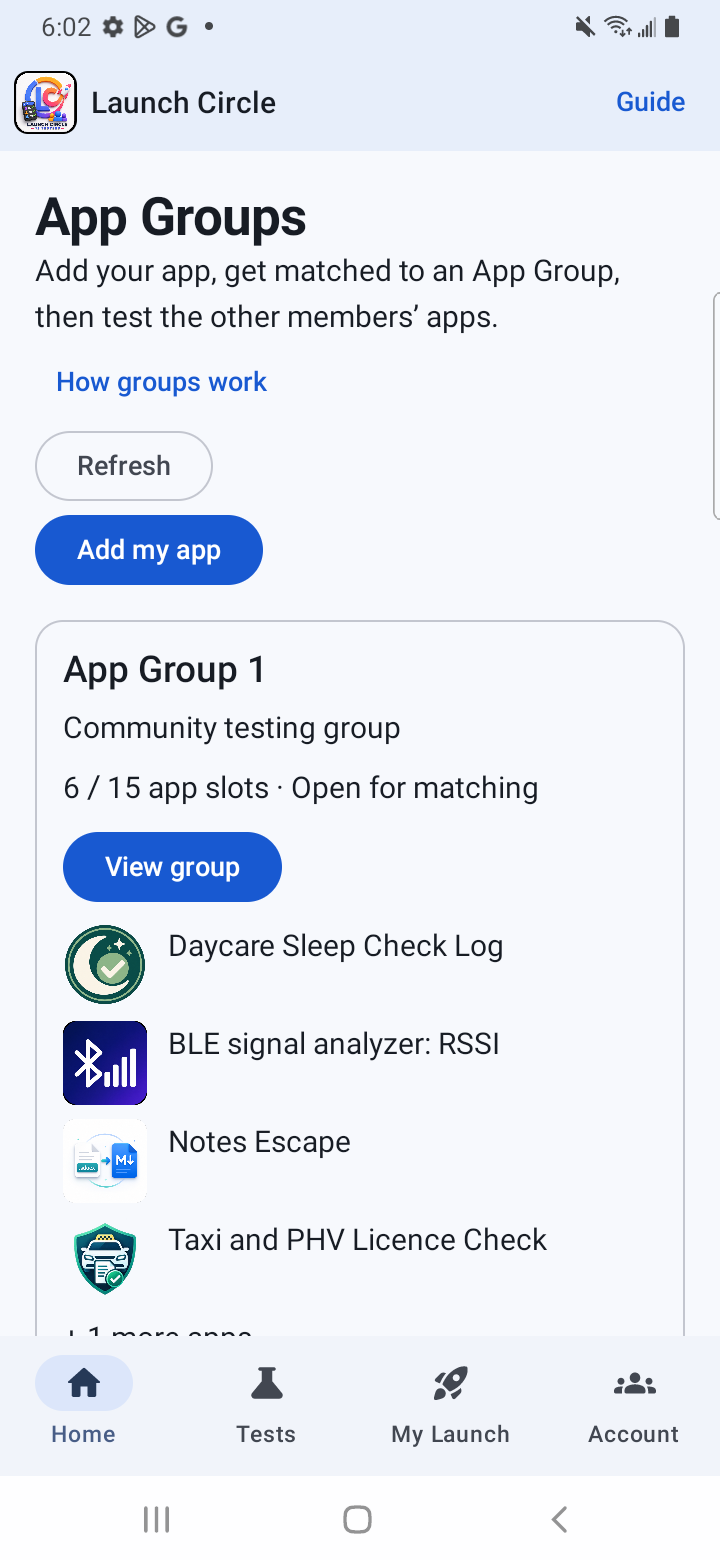 6:02
Launch Circle
Guide
App Groups
Add your app, get matched to an App Group,
then test the other members’ apps.
How groups work
Refresh
Add my app
App Group 1
Community testing group
6 / 15 app slots · Open for matching
View group
Daycare Sleep Check Log
BLE signal analyzer: RSSI
Notes Escape
Taxi and PHV Licence Check
+ 1 more apps
Home
Tests
My Launch
Account